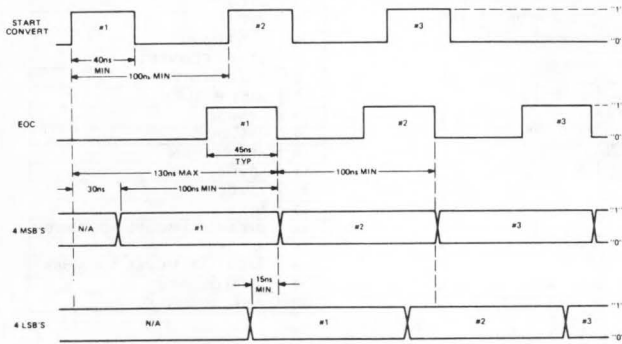 START
CONVERT
#1
#2
#3
"1"
"0"
40ns
MIN
100ns MIN
EOC
#1
#2
#3
"1"
"0"
45ns
TYP
130ns MAX
100ns MIN
30ns
100ns MIN
4 MSB'S
N/A
#1
#2
#3
"1"
"0"
15ns
MIN
4 LSB'S
N/A
#1
#2
#3
"1"
"0"